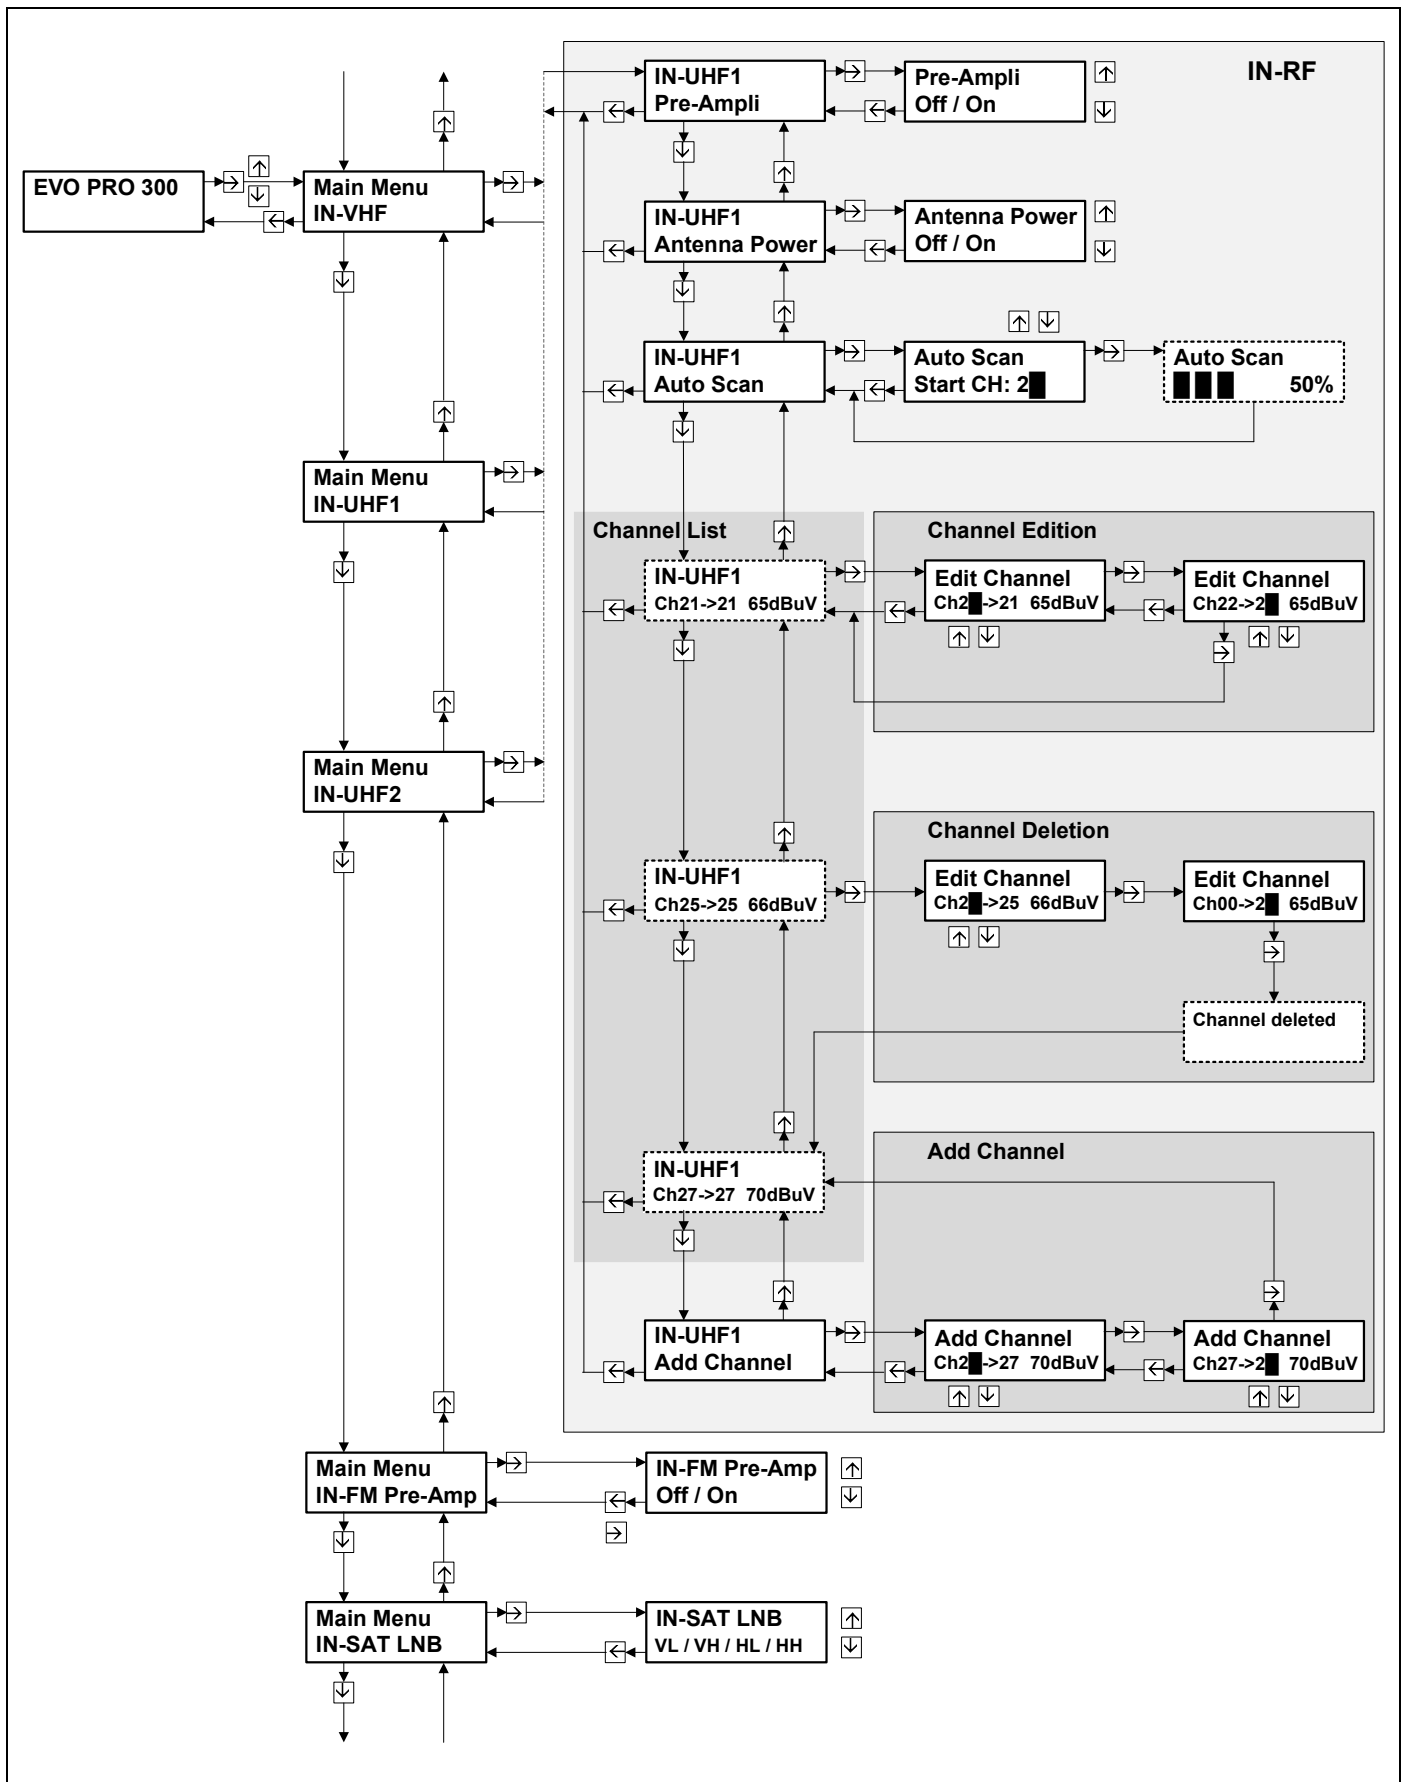 IN-RF
IN-UHF1
Pre-Ampli
Pre-Ampli
Off / On
EVO PRO 300
Main Menu
IN-VHF
IN-UHF1
Antenna Power
Antenna Power
Off / On
IN-UHF1
Auto Scan
Auto Scan
Start CH: 2
Auto Scan
50%
Main Menu
IN-UHF1
Channel List
IN-UHF1
Ch21->21 65dBuV
Channel Edition
Edit Channel
Ch2█->21 65dBuV
Edit Channel
Ch22->2█ 65dBuV
Main Menu
IN-UHF2
IN-UHF1
Ch25->25 66dBuV
Channel Deletion
Edit Channel
Ch2█->25 66dBuV
Edit Channel
Ch00->2█ 65dBuV
Channel deleted
IN-UHF1
Ch27->27 70dBuV
Add Channel
IN-UHF1
Add Channel
Add Channel
Ch2█->27 70dBuV
Add Channel
Ch27->2█ 70dBuV
Main Menu
IN-FM Pre-Amp
IN-FM Pre-Amp
Off / On
Main Menu
IN-SAT LNB
IN-SAT LNB
VL / VH / HL / HH